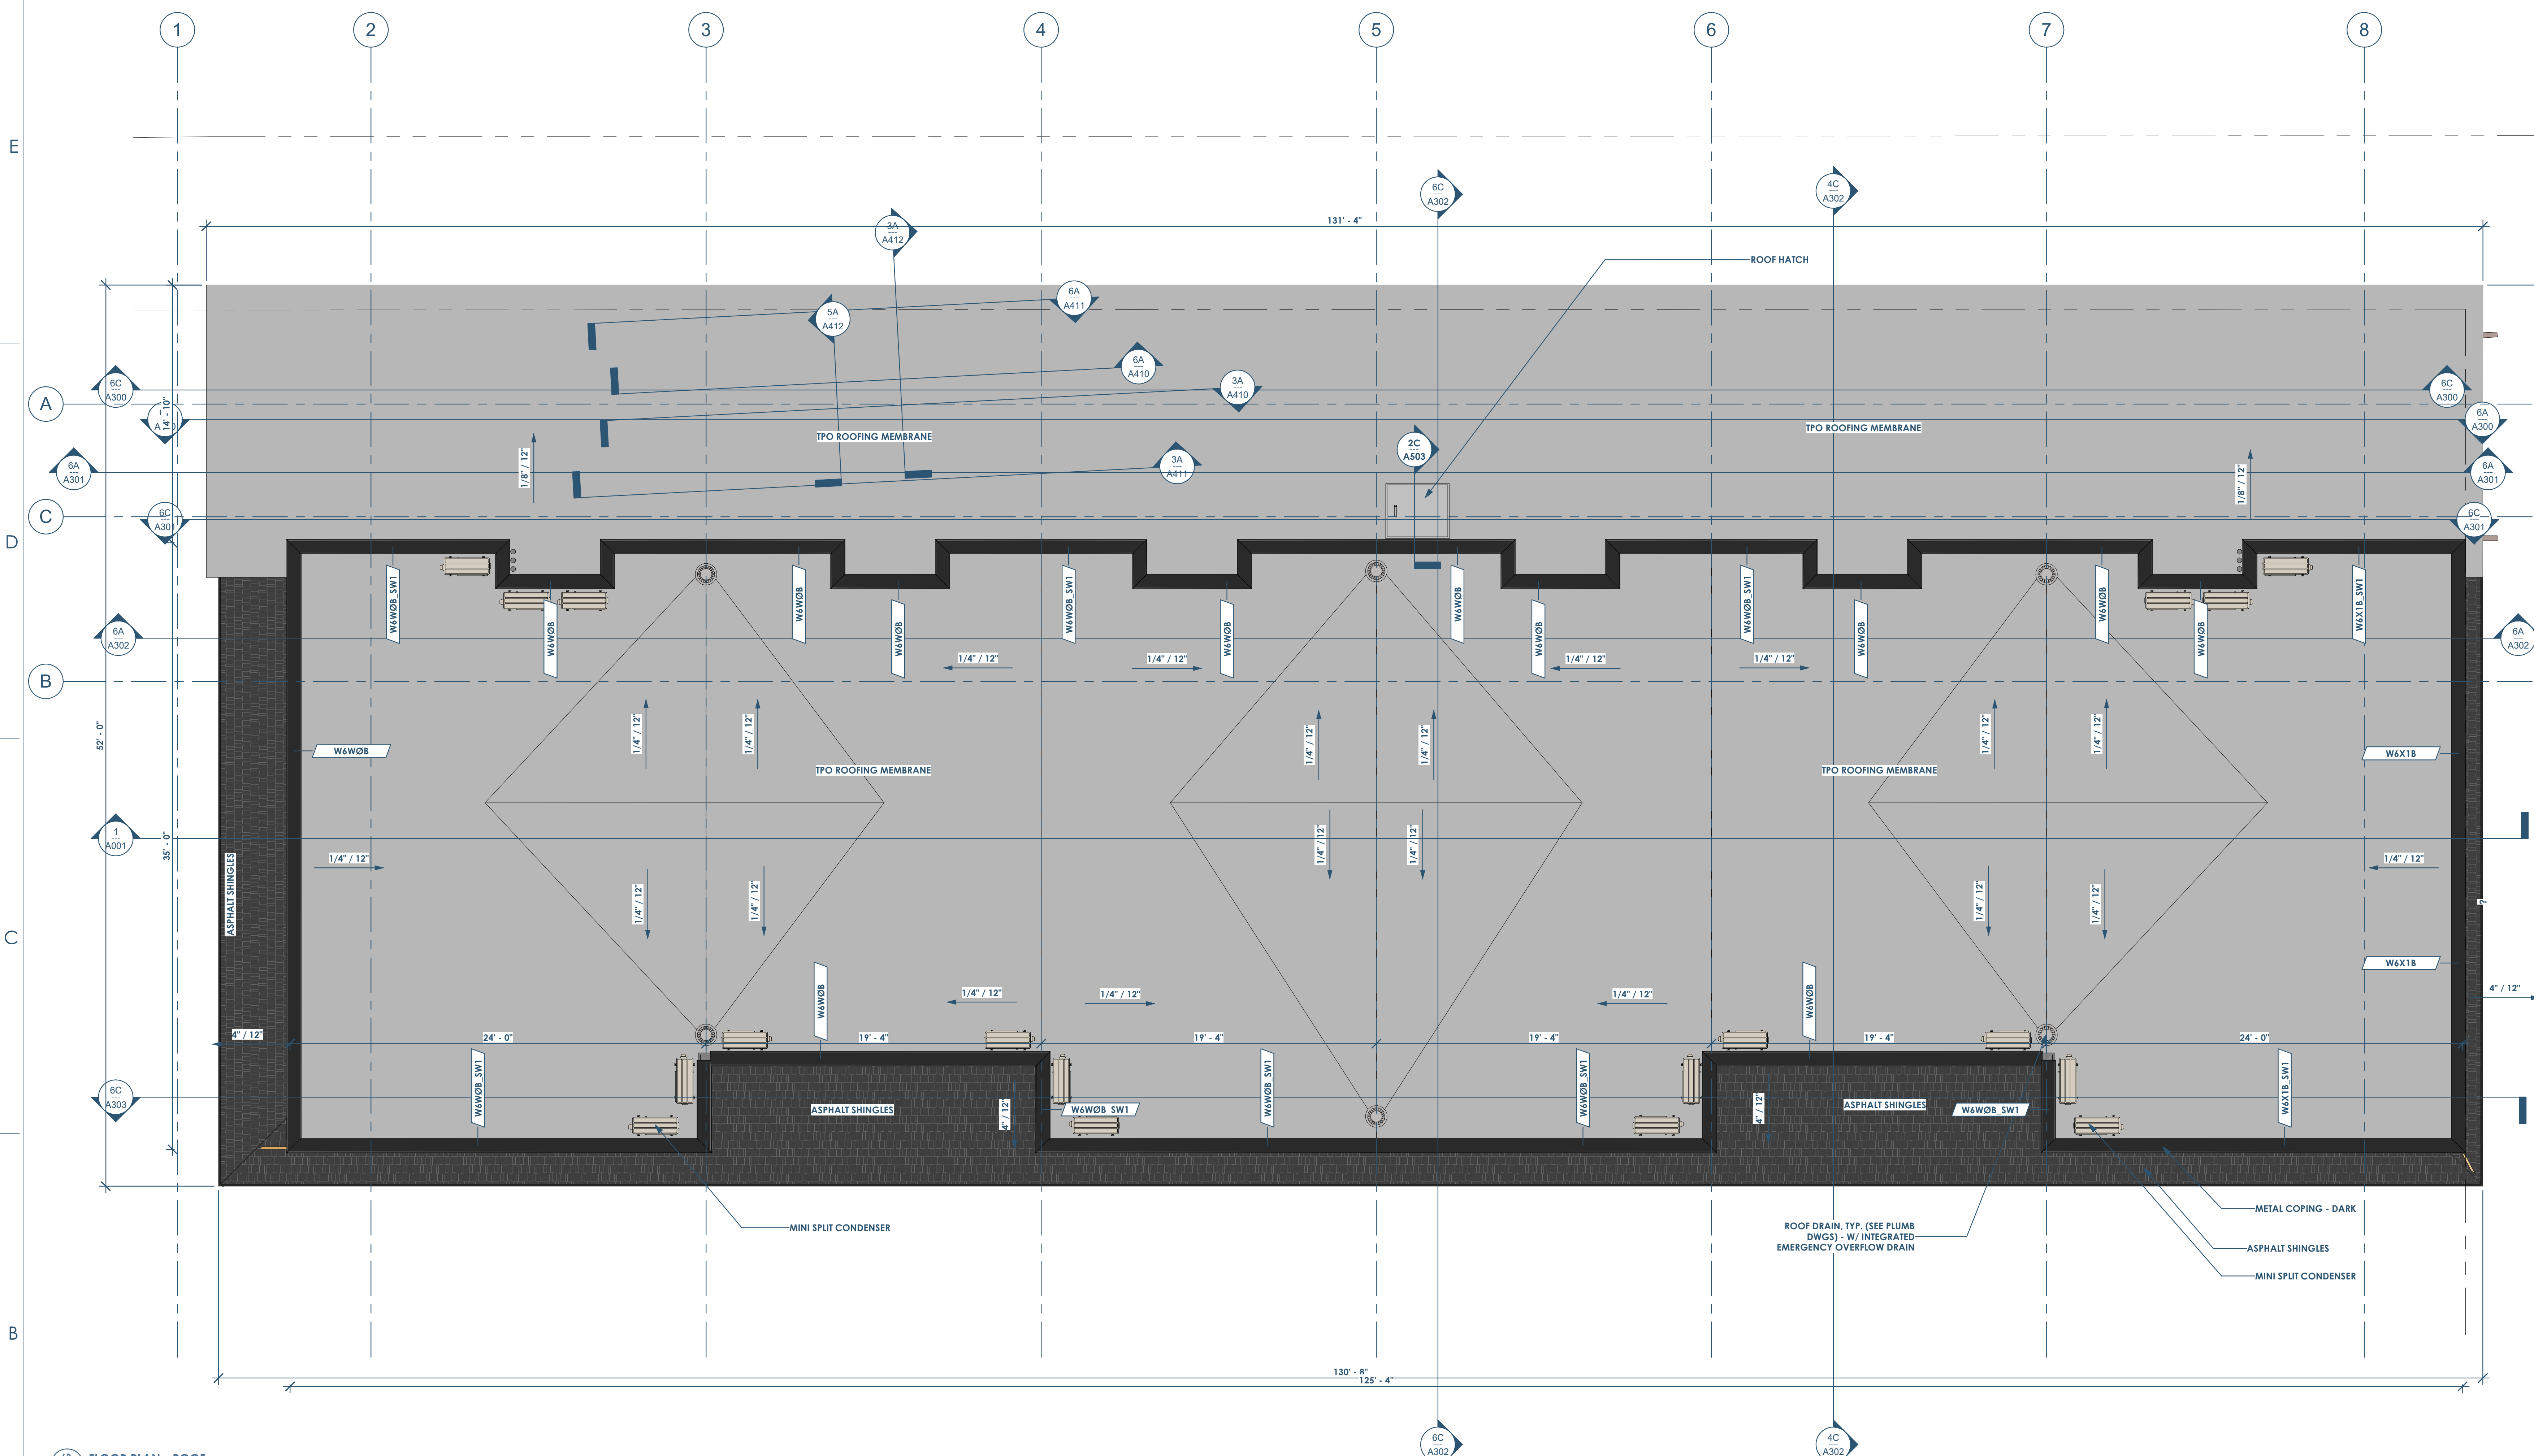 1
2
3
4
5
6
7
8
E
6C
A302
4C
A302
131' - 4"
3A
A412
ROOF HATCH
6A
A411
5A
A412
6A
A410
3A
A410
6C
A300
6C
A300
A
14' - 10"
6A
A300
TPO ROOFING MEMBRANE
TPO ROOFING MEMBRANE
2C
A503
3A
A411
6A
A301
1/8" / 12"
1/8" / 12"
6A
A301
C
6C
A301
6C
A301
D
W6WØB_SW1
W6WØB
W6WØB
W6WØB
W6WØB_SW1
W6WØB
W6WØB
W6WØB
W6WØB_SW1
W6WØB
W6WØB
W6WØB
W6X1B_SW1
6A
A302
6A
A302
1/4" / 12"
1/4" / 12"
1/4" / 12"
1/4" / 12"
B
52' - 0"
1/4" / 12"
1/4" / 12"
1/4" / 12"
1/4" / 12"
1/4" / 12"
1/4" / 12"
W6WØB
W6X1B
TPO ROOFING MEMBRANE
TPO ROOFING MEMBRANE
1
A001
35' - 0"
1/4" / 12"
1/4" / 12"
1/4" / 12"
1/4" / 12"
ASPHALT SHINGLES
1/4" / 12"
1/4" / 12"
1/4" / 12"
1/4" / 12"
1/4" / 12"
1/4" / 12"
?
C
W6X1B
W6WØB
W6WØB
1/4" / 12"
1/4" / 12"
1/4" / 12"
4" / 12"
4" / 12"
24' - 0"
19' - 4"
19' - 4"
19' - 4"
19' - 4"
24' - 0"
6C
A303
W6WØB_SW1
ASPHALT SHINGLES
4" / 12"
W6WØB_SW1
W6WØB_SW1
W6WØB_SW1
4" / 12"
ASPHALT SHINGLES
W6WØB_SW1
W6X1B_SW1
MINI SPLIT CONDENSER
ROOF DRAIN, TYP. (SEE PLUMB
DWGS) - W/ INTEGRATED
EMERGENCY OVERFLOW DRAIN
METAL COPING - DARK
ASPHALT SHINGLES
MINI SPLIT CONDENSER
B
130' - 8"
125' - 4"
6C
A302
4C
A302